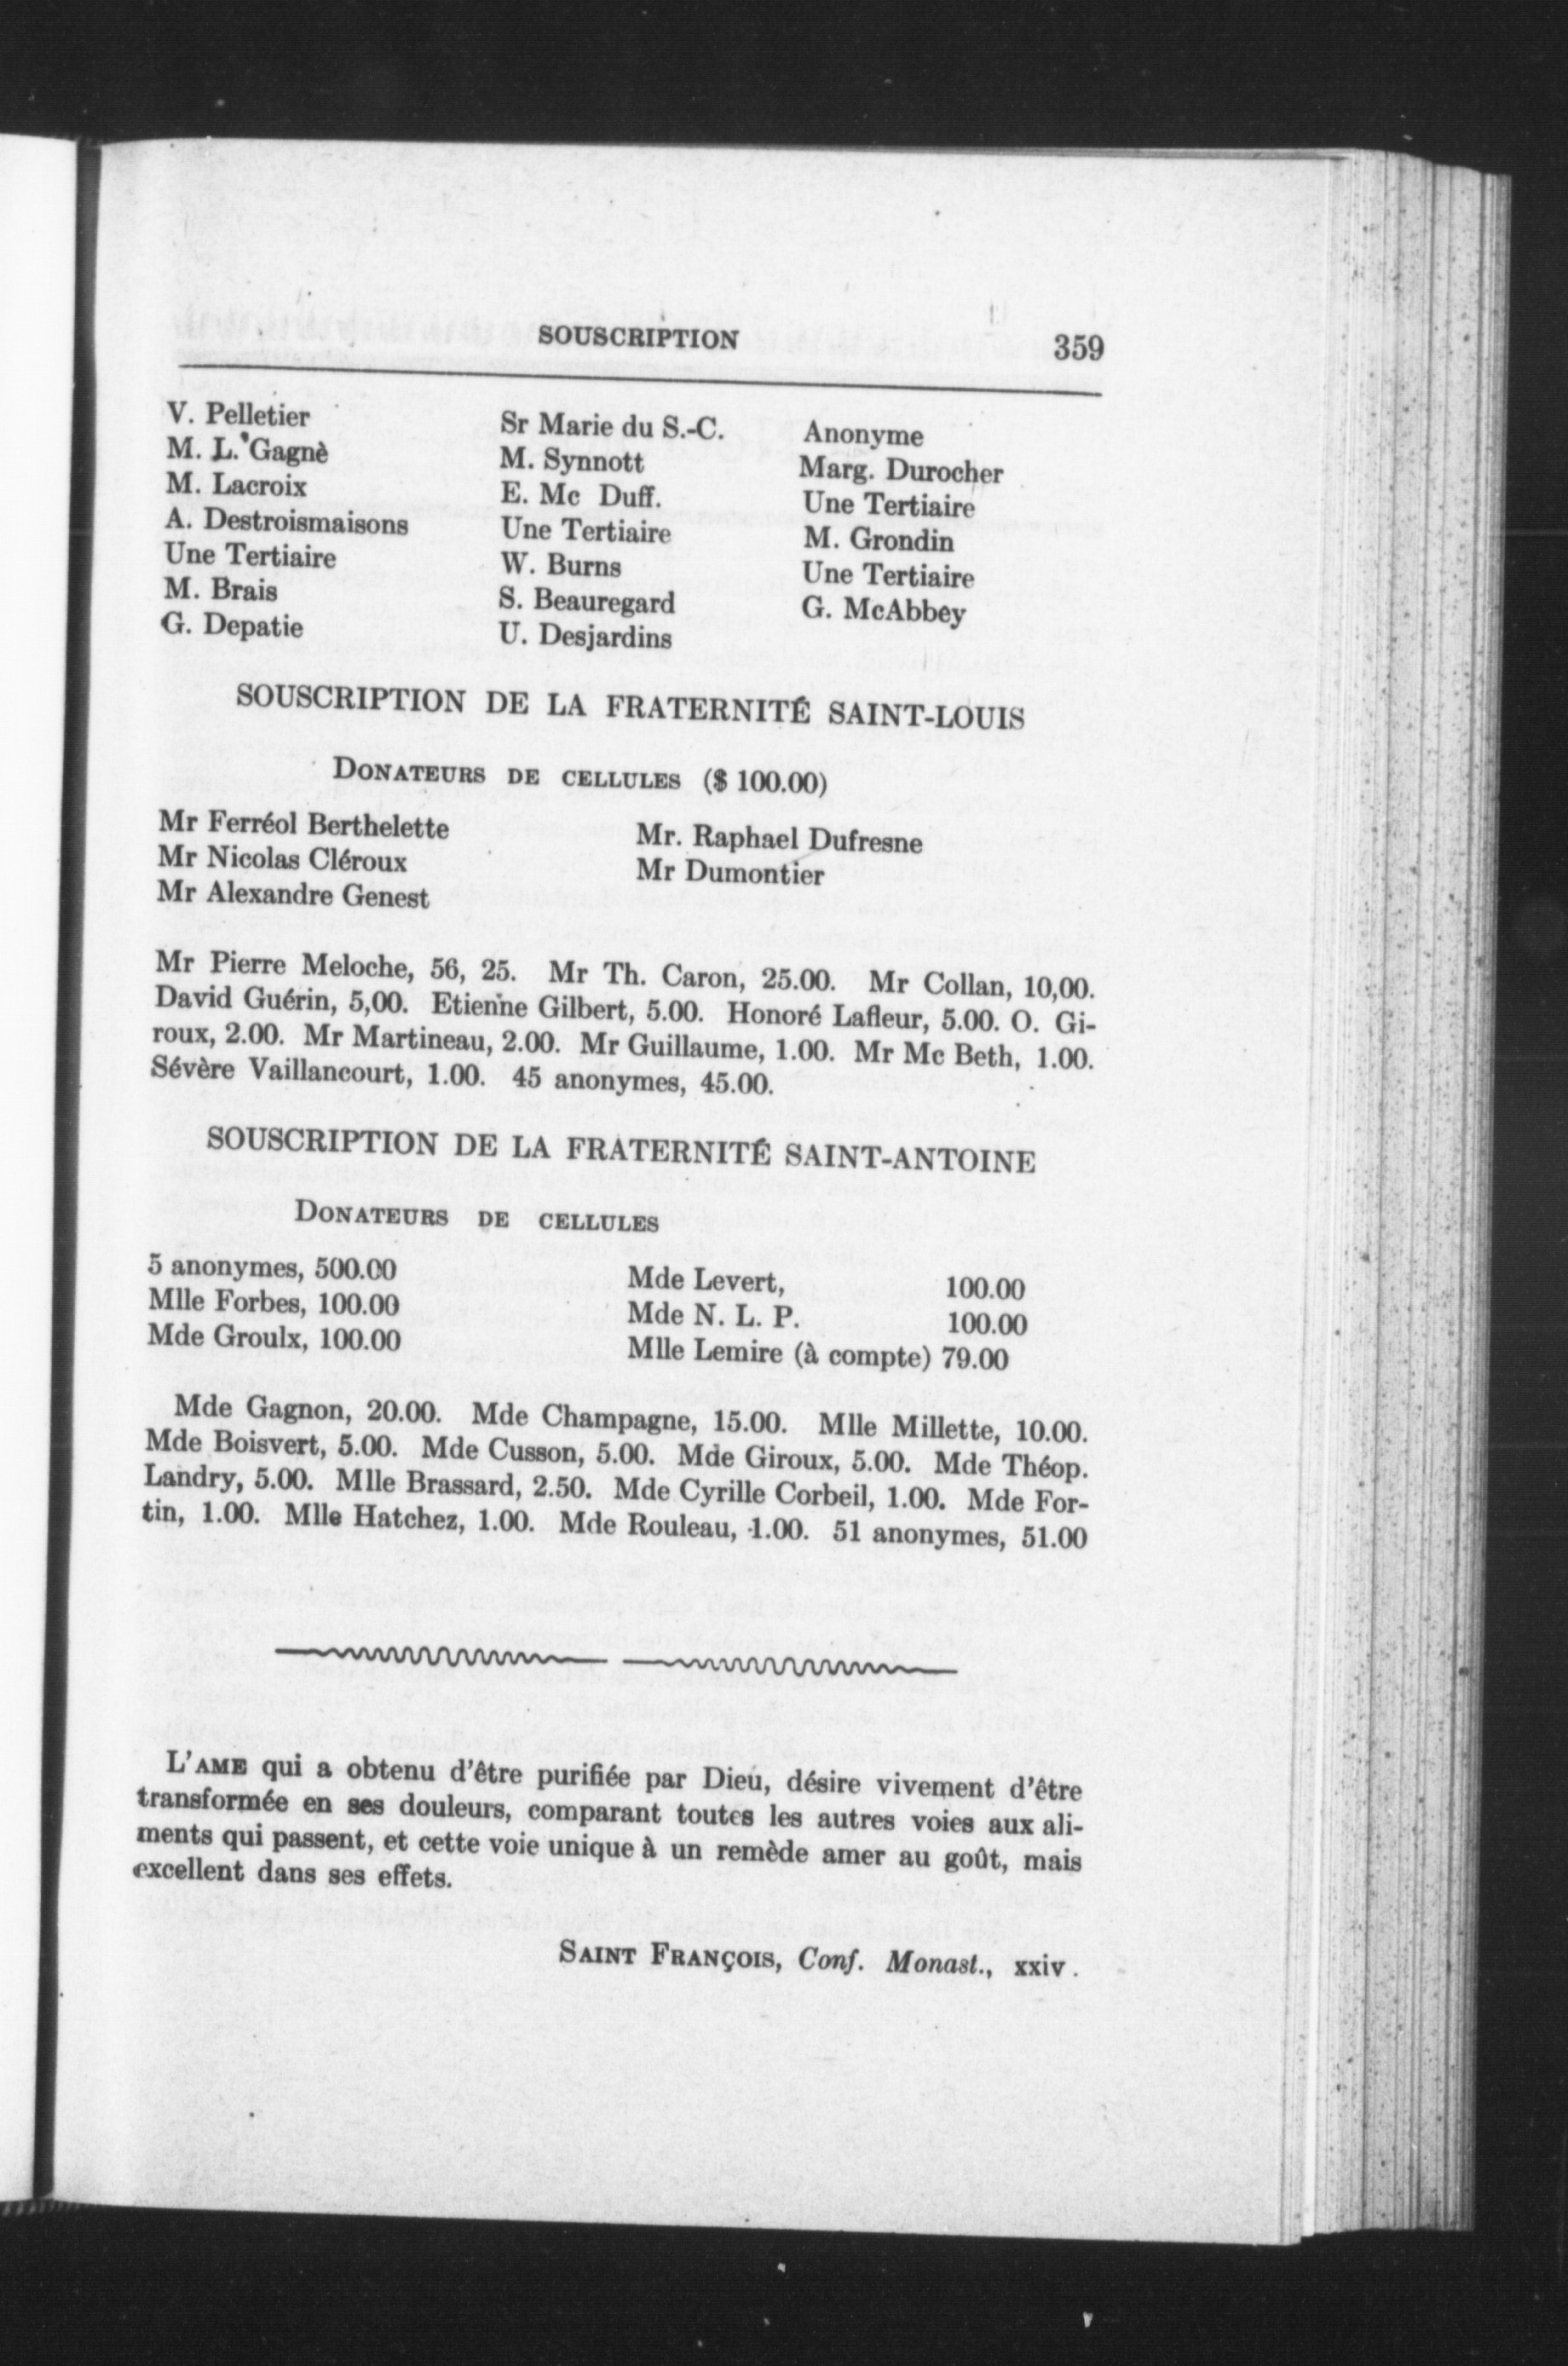 SOUSCRIPTION 359
V. Pelletier
M. L. Gagnè
M. Lacroix
A. Destroismaisons
Une Tertiaire
M. Brais
G. Depatie
Sr Marie du S.-C.
M. Synnott
E. Mc Duff.
Une Tertiaire
W. Burns
S. Beauregard
U. Desjardins
Anonyme
Marg. Durocher
Une Tertiaire
M. Grondin
Une Tertiaire
G. McAbbey
SOUSCRIPTION DE LA FRATERNITÉ SAINT-LOUIS
DONATEURS DE CELLULES ($ 100.00)
Mr Ferréol Berthelette
Mr Nicolas Cléroux
Mr Alexandre Genest
Mr. Raphael Dufresne
Mr Dumontier
Mr Pierre Meloche, 56, 25. Mr Th. Caron, 25.00. Mr Collan, 10,00.
David Guérin, 5,00. Etienne Gilbert, 5.00. Honoré Lafleur, 5.00. O. Gi-
roux, 2.00. Mr Martineau, 2.00. Mr Guillaume, 1.00. Mr Mc Beth, 1.00.
Sévère Vaillancourt, 1.00. 45 anonymes, 45.00.
SOUSCRIPTION DE LA FRATERNITÉ SAINT-ANTOINE
DONATEURS DE CELLULES
5 anonymes, 500.00
Mlle Forbes, 100.00
Mde Groulx, 100.00
Mde Levert, 100.00
Mde N. L. P. 100.00
Mlle Lemire (à compte) 79.00
Mde Gagnon, 20.00. Mde Champagne, 15.00. Mlle Millette, 10.00.
Mde Boisvert, 5.00. Mde Cusson, 5.00. Mde Giroux, 5.00. Mde Théop.
Landry, 5.00. Mlle Brassard, 2.50. Mde Cyrille Corbeil, 1.00. Mde For-
tin, 1.00. Mlle Hatchez, 1.00. Mde Rouleau, 1.00. 51 anonymes, 51.00
L'AME qui a obtenu d'être purifiée par Dieu, désire vivement d'être
transformée en ses douleurs, comparant toutes les autres voies aux ali-
ments qui passent, et cette voie unique à un remède amer au goût, mais
excellent dans ses effets.
SAINT FRANÇOIS, Conf. Monast., xxiv.